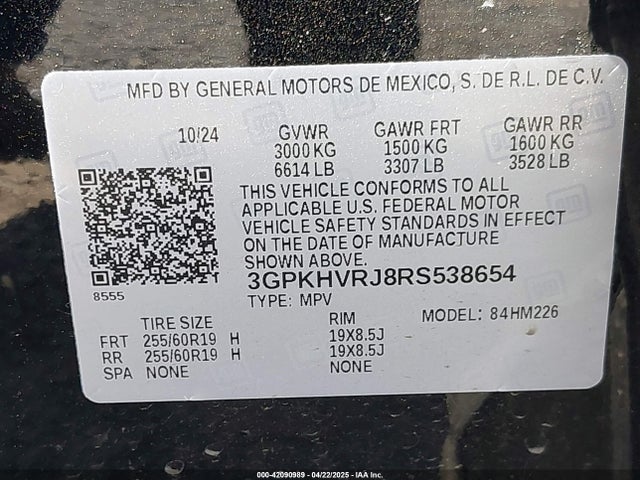 MFD BY GENERAL MOTORS DE MEXICO, S. DE R.L. DE C.V.
10/24 GVWR GAWR FRT GAWR RR
3000 KG 1500 KG 1600 KG
6614 LB 3307 LB 3528 LB
THIS VEHICLE CONFORMS TO ALL
APPLICABLE U.S. FEDERAL MOTOR
VEHICLE SAFETY STANDARDS IN EFFECT
ON THE DATE OF MANUFACTURE
SHOWN ABOVE.
3GPKHVRJ8RS538654
8555
TYPE: MPV
TIRE SIZE RIM MODEL: 84HM226
FRT 255/60R19 H 19X8.5J
RR 255/60R19 H 19X8.5J
SPA NONE NONE
000-42090989 - 04/22/2025 - IAA Inc.